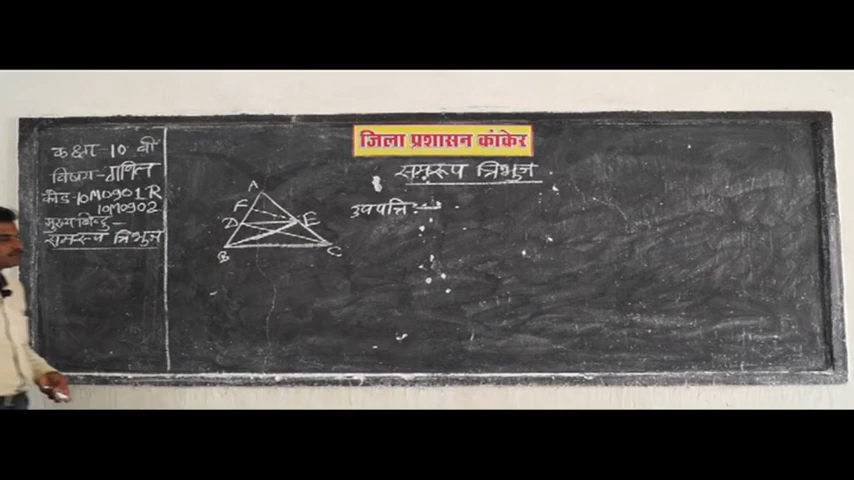 जिला प्रशासन कांकेर
कक्षा-10 वीं
विषय-गणित
कोड-10M0901R
10M0902
मुख्य बिन्दु-
समरूप त्रिभुज
समरूप त्रिभुज
उपपत्ति :-
A
F
D
E
B
C